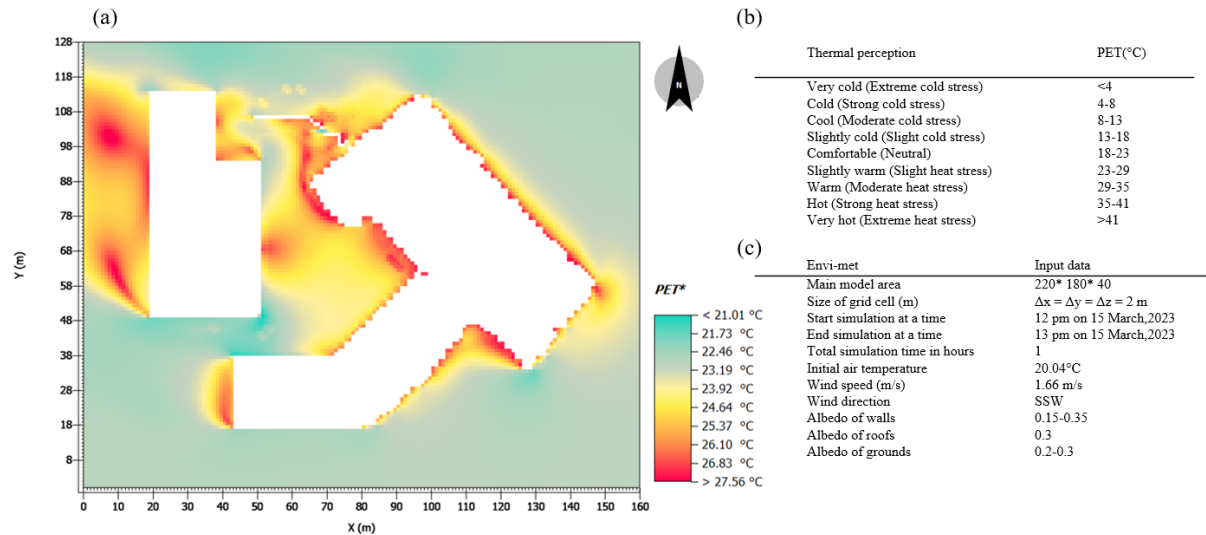 (a)
128
118
108
98
88
78
68
58
48
38
28
18
8
Y (m)
0 10 20 30 40 50 60 70 80 90 100 110 120 130 140 150 160
X (m)
N
PET*
< 21.01 °C
21.73 °C
22.46 °C
23.19 °C
23.92 °C
24.64 °C
25.37 °C
26.10 °C
26.83 °C
> 27.56 °C
(b)
Thermal perception PET(°C)
Very cold (Extreme cold stress) <4
Cold (Strong cold stress) 4-8
Cool (Moderate cold stress) 8-13
Slightly cold (Slight cold stress) 13-18
Comfortable (Neutral) 18-23
Slightly warm (Slight heat stress) 23-29
Warm (Moderate heat stress) 29-35
Hot (Strong heat stress) 35-41
Very hot (Extreme heat stress) >41
(c)
Envi-met Input data
Main model area 220* 180* 40
Size of grid cell (m) Δx = Δy = Δz = 2 m
Start simulation at a time 12 pm on 15 March,2023
End simulation at a time 13 pm on 15 March,2023
Total simulation time in hours 1
Initial air temperature 20.04°C
Wind speed (m/s) 1.66 m/s
Wind direction SSW
Albedo of walls 0.15-0.35
Albedo of roofs 0.3
Albedo of grounds 0.2-0.3